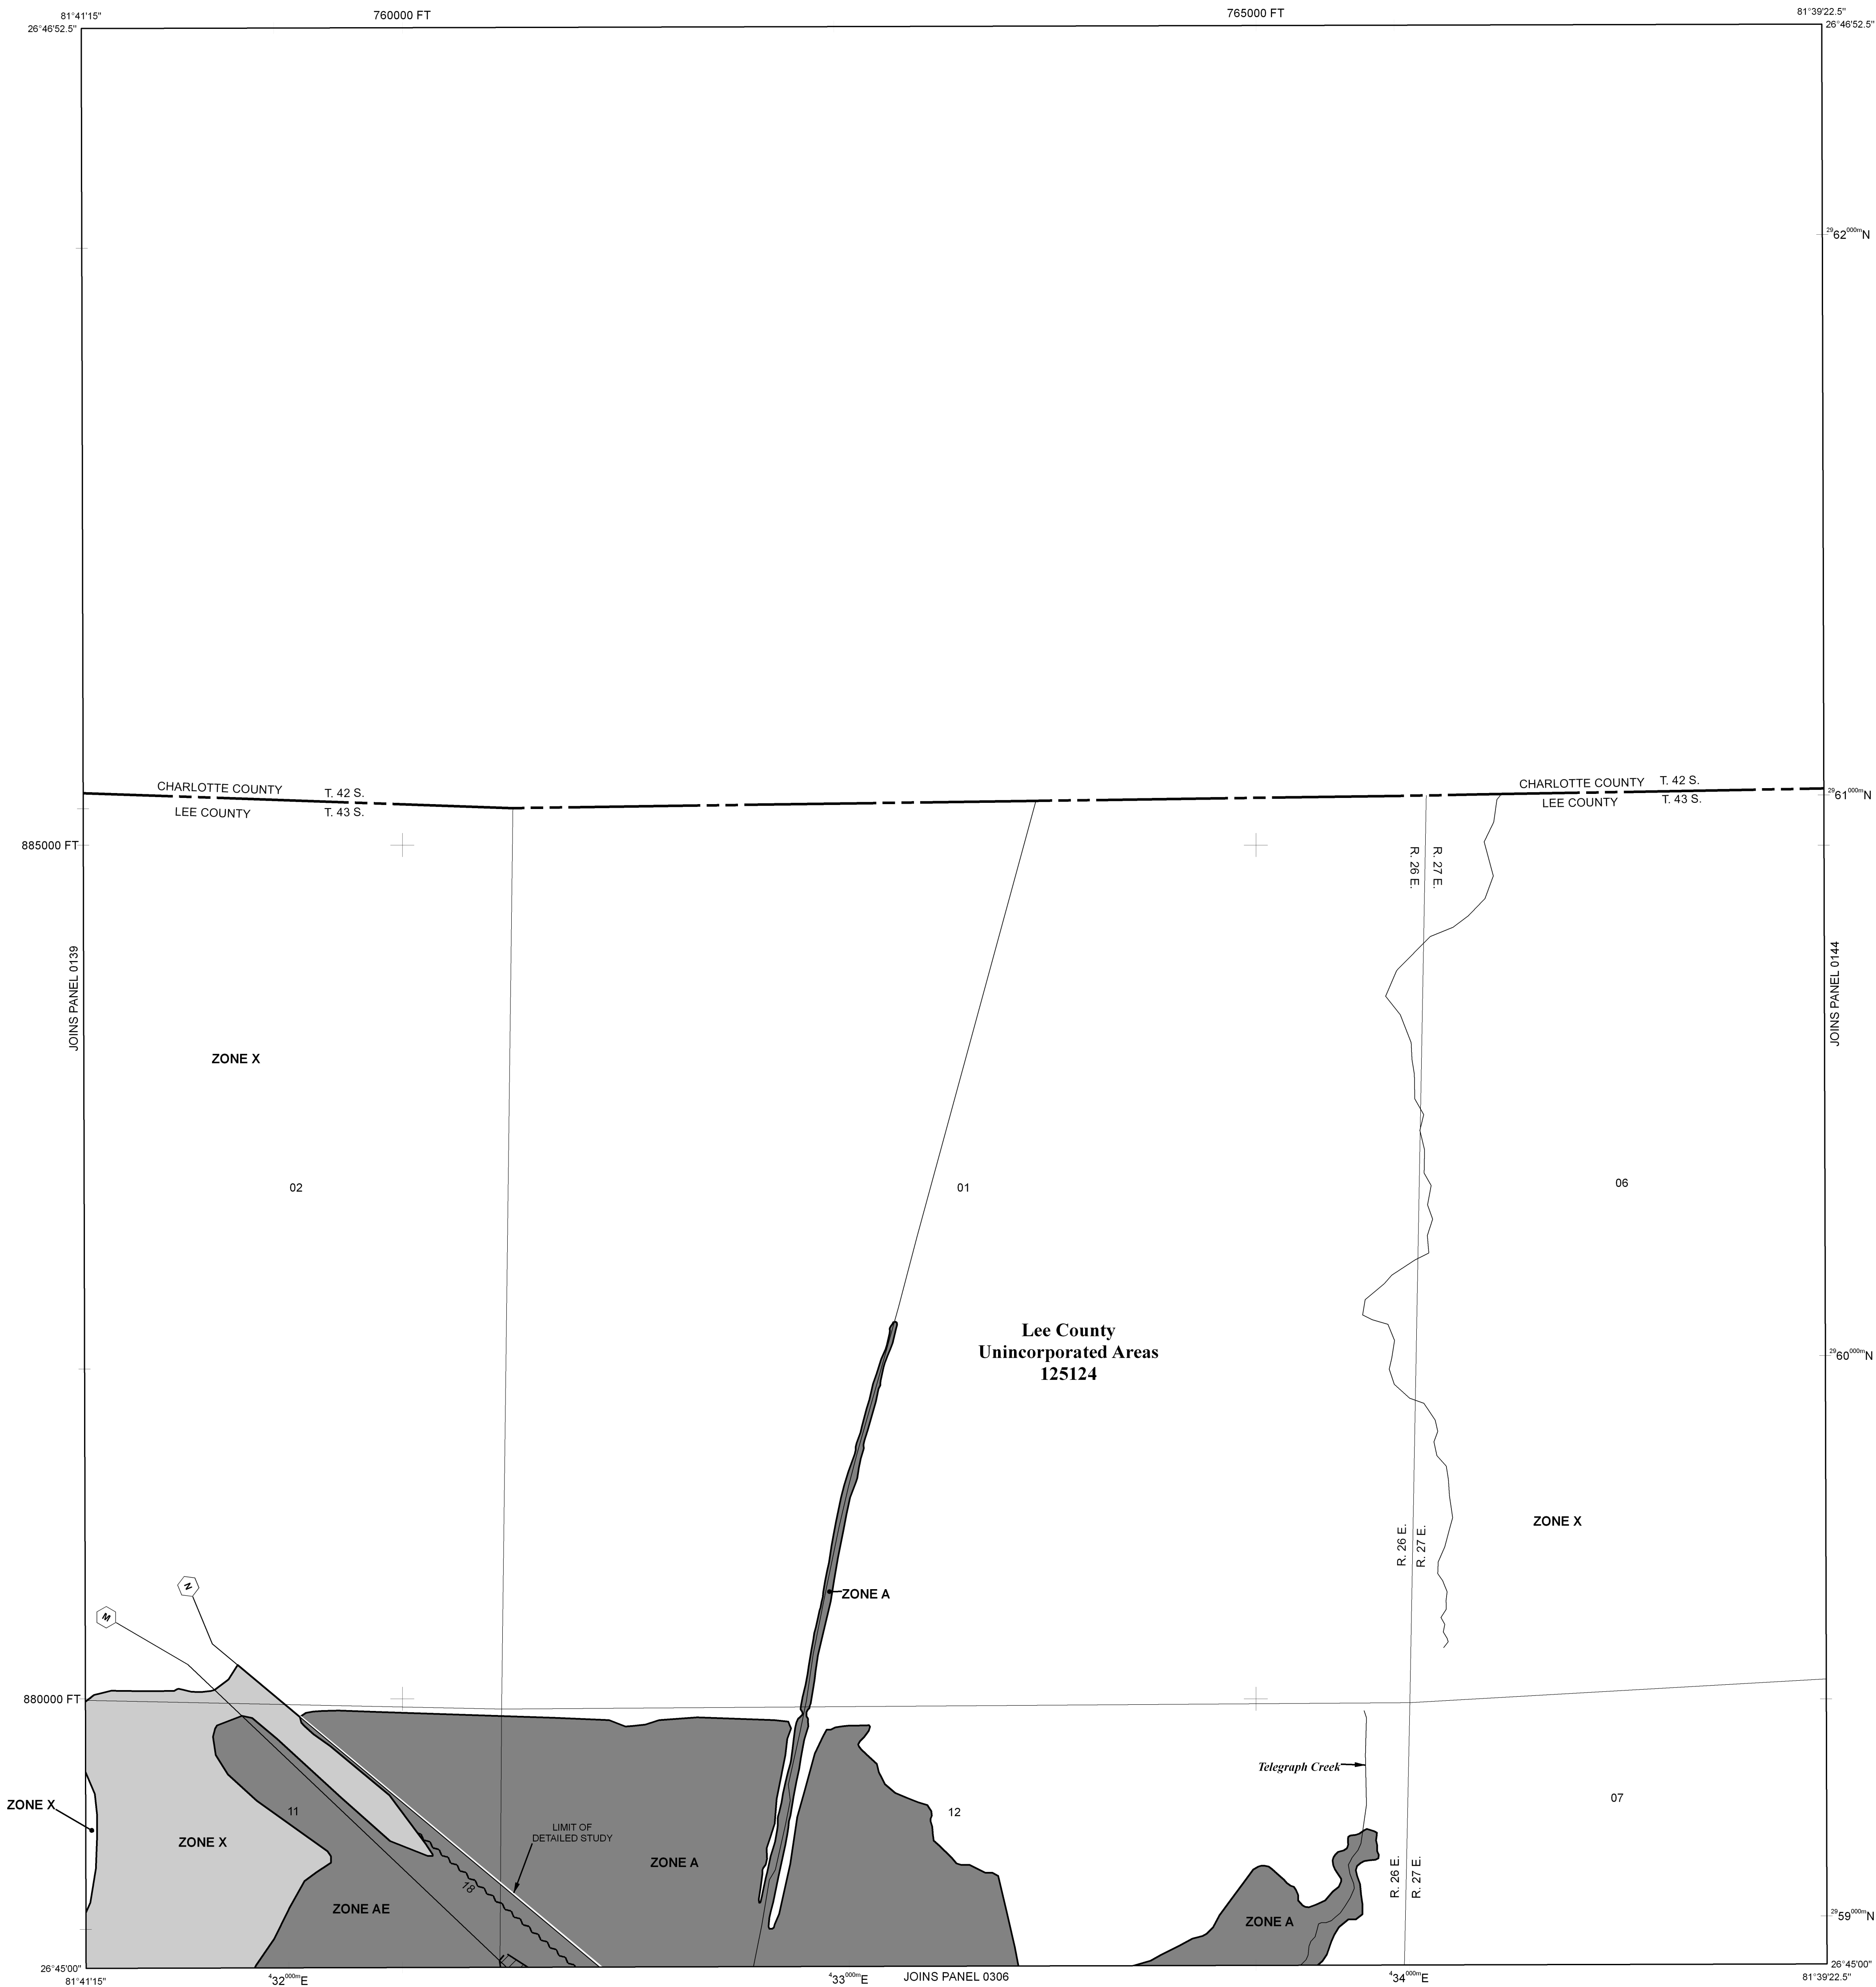 81°41'15"
760000 FT
765000 FT
81°39'22.5"
26°46'52.5"
26°46'52.5"
2962000mN
CHARLOTTE COUNTY
T. 42 S.
LEE COUNTY
T. 43 S.
CHARLOTTE COUNTY
T. 42 S.
LEE COUNTY
T. 43 S.
2961000mN
885000 FT
R. 26 E.
R. 27 E.
JOINS PANEL 0139
JOINS PANEL 0144
ZONE X
02
01
06
Lee County
Unincorporated Areas
125124
2960000mN
ZONE X
R. 26 E.
R. 27 E.
N
M
ZONE A
880000 FT
Telegraph Creek
ZONE X
11
12
07
ZONE X
LIMIT OF
DETAILED STUDY
ZONE A
18
R. 26 E.
R. 27 E.
ZONE AE
ZONE A
2959000mN
26°45'00"
26°45'00"
81°41'15"
432000mE
433000mE
JOINS PANEL 0306
434000mE
81°39'22.5"